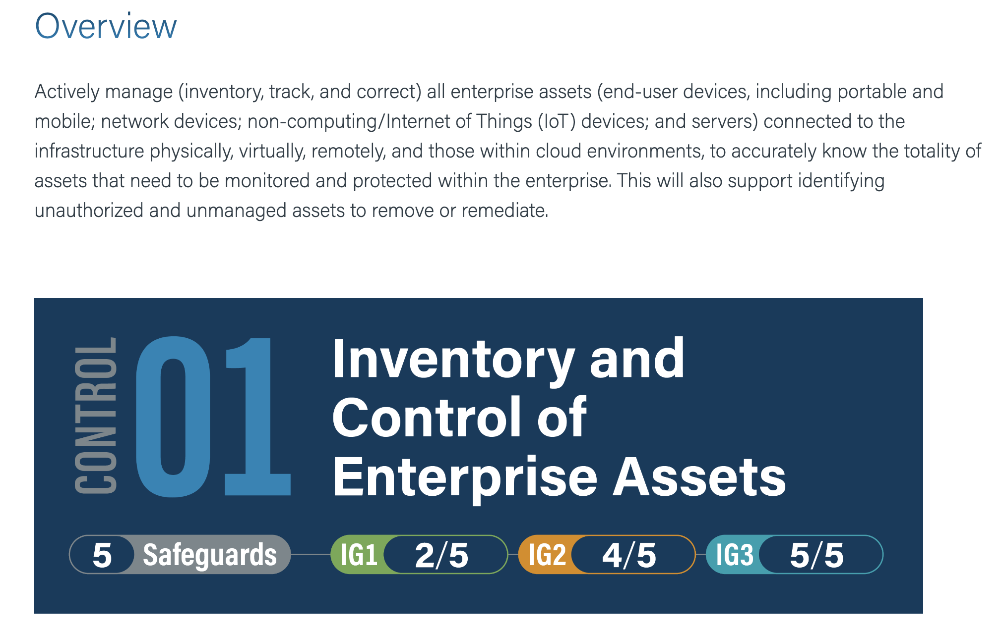 Overview
Actively manage (inventory, track, and correct) all enterprise assets (end-user devices, including portable and
mobile; network devices; non-computing/Internet of Things (IoT) devices; and servers) connected to the
infrastructure physically, virtually, remotely, and those within cloud environments, to accurately know the totality of
assets that need to be monitored and protected within the enterprise. This will also support identifying
unauthorized and unmanaged assets to remove or remediate.
CONTROL
01
Inventory and
Control of
Enterprise Assets
5 Safeguards IG1 2/5 IG2 4/5 IG3 5/5